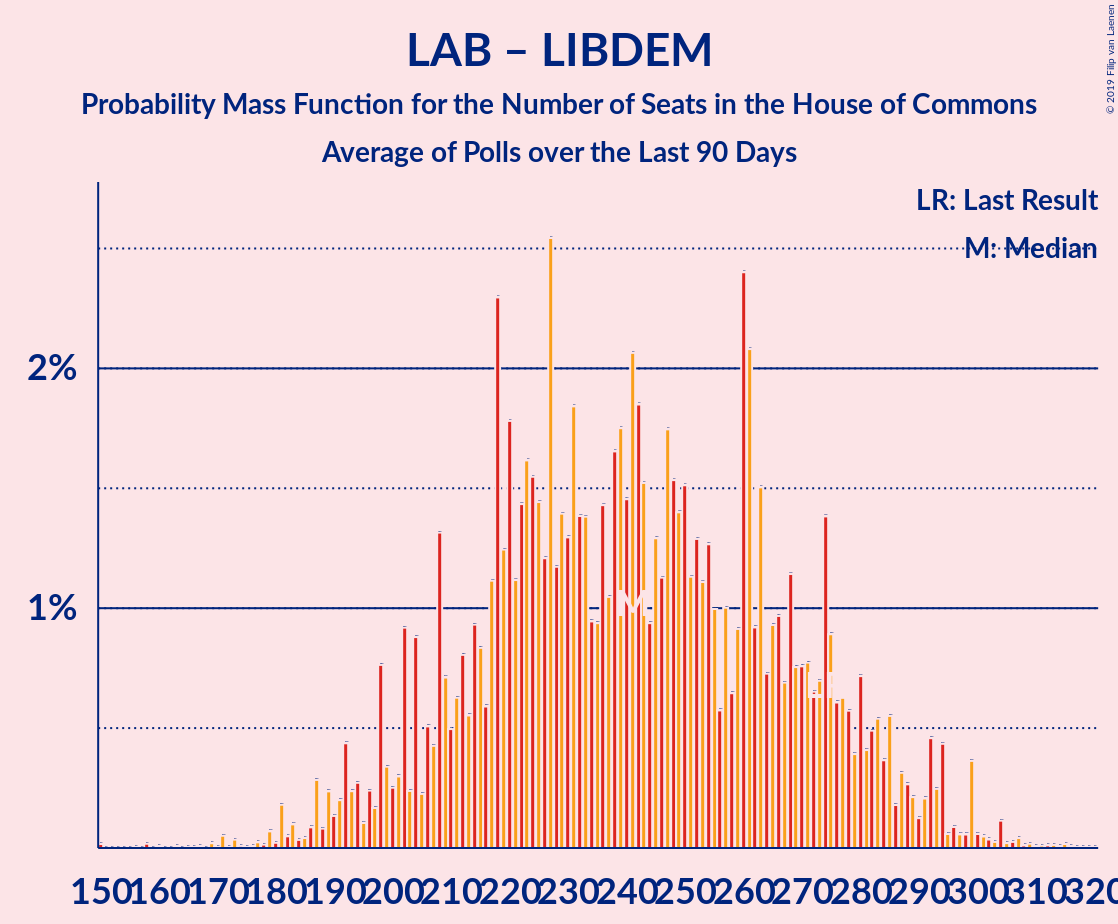 LAB – LIBDEM
Probability Mass Function for the Number of Seats in the House of Commons
Average of Polls over the Last 90 Days
© 2019 Filip van Laenen
LR: Last Result
M: Median
2%
1%
M
LR
150 160 170 180 190 200 210 220 230 240 250 260 270 280 290 300 310 320